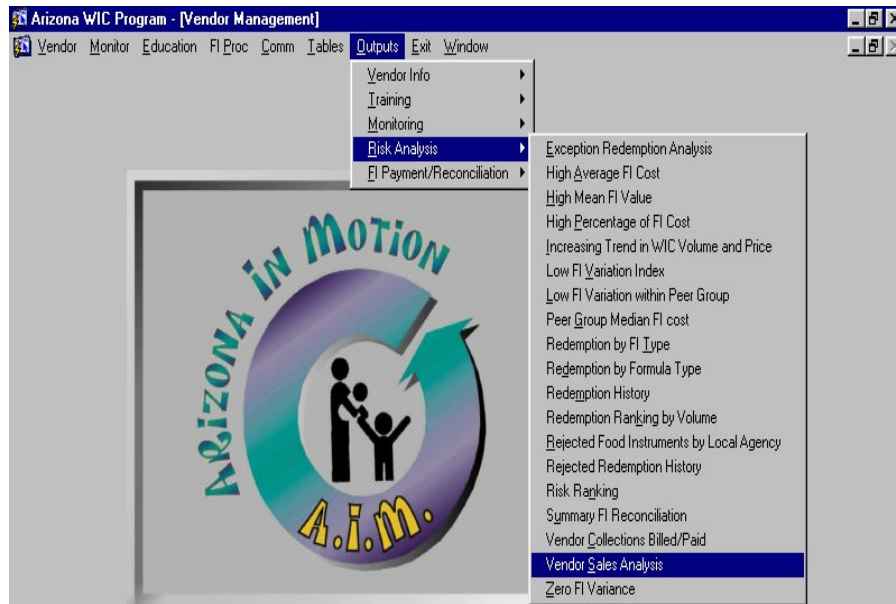 Arizona WIC Program - [Vendor Management]
Vendor Monitor Education FI Proc Comm Tables Outputs Exit Window
Vendor Info
Training
Monitoring
Risk Analysis
FI Payment/Reconciliation
Exception Redemption Analysis
High Average FI Cost
High Mean FI Value
High Percentage of FI Cost
Increasing Trend in WIC Volume and Price
Low FI Variation Index
Low FI Variation within Peer Group
Peer Group Median FI cost
Redemption by FI Type
Redemption by Formula Type
Redemption History
Redemption Ranking by Volume
Rejected Food Instruments by Local Agency
Rejected Redemption History
Risk Ranking
Summary FI Reconciliation
Vendor Collections Billed/Paid
Vendor Sales Analysis
Zero FI Variance
ARIZONA IN MOTION
A.I.M.